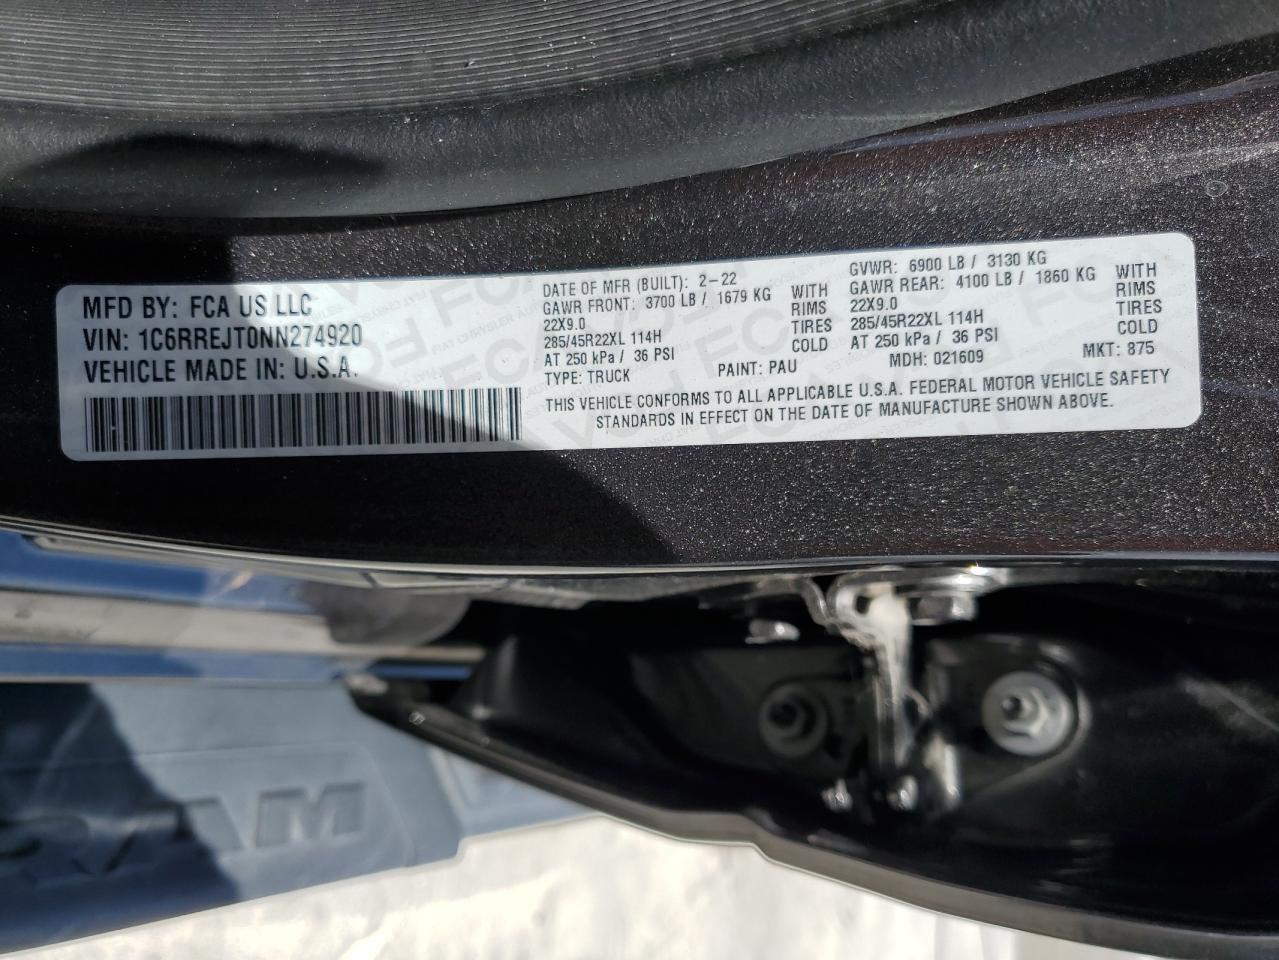 MFD BY: FCA US LLC
VIN: 1C6RREJT0NN274920
VEHICLE MADE IN: U.S.A.
DATE OF MFR (BUILT): 2-22
GAWR FRONT: 3700 LB / 1679 KG WITH
22X9.0 RIMS
285/45R22XL 114H TIRES
AT 250 kPa / 36 PSI COLD
TYPE: TRUCK PAINT: PAU
GVWR: 6900 LB / 3130 KG
GAWR REAR: 4100 LB / 1860 KG WITH
22X9.0 RIMS
285/45R22XL 114H TIRES
AT 250 kPa / 36 PSI COLD
MDH: 021609 MKT: 875
THIS VEHICLE CONFORMS TO ALL APPLICABLE U.S.A. FEDERAL MOTOR VEHICLE SAFETY
STANDARDS IN EFFECT ON THE DATE OF MANUFACTURE SHOWN ABOVE.
RAM